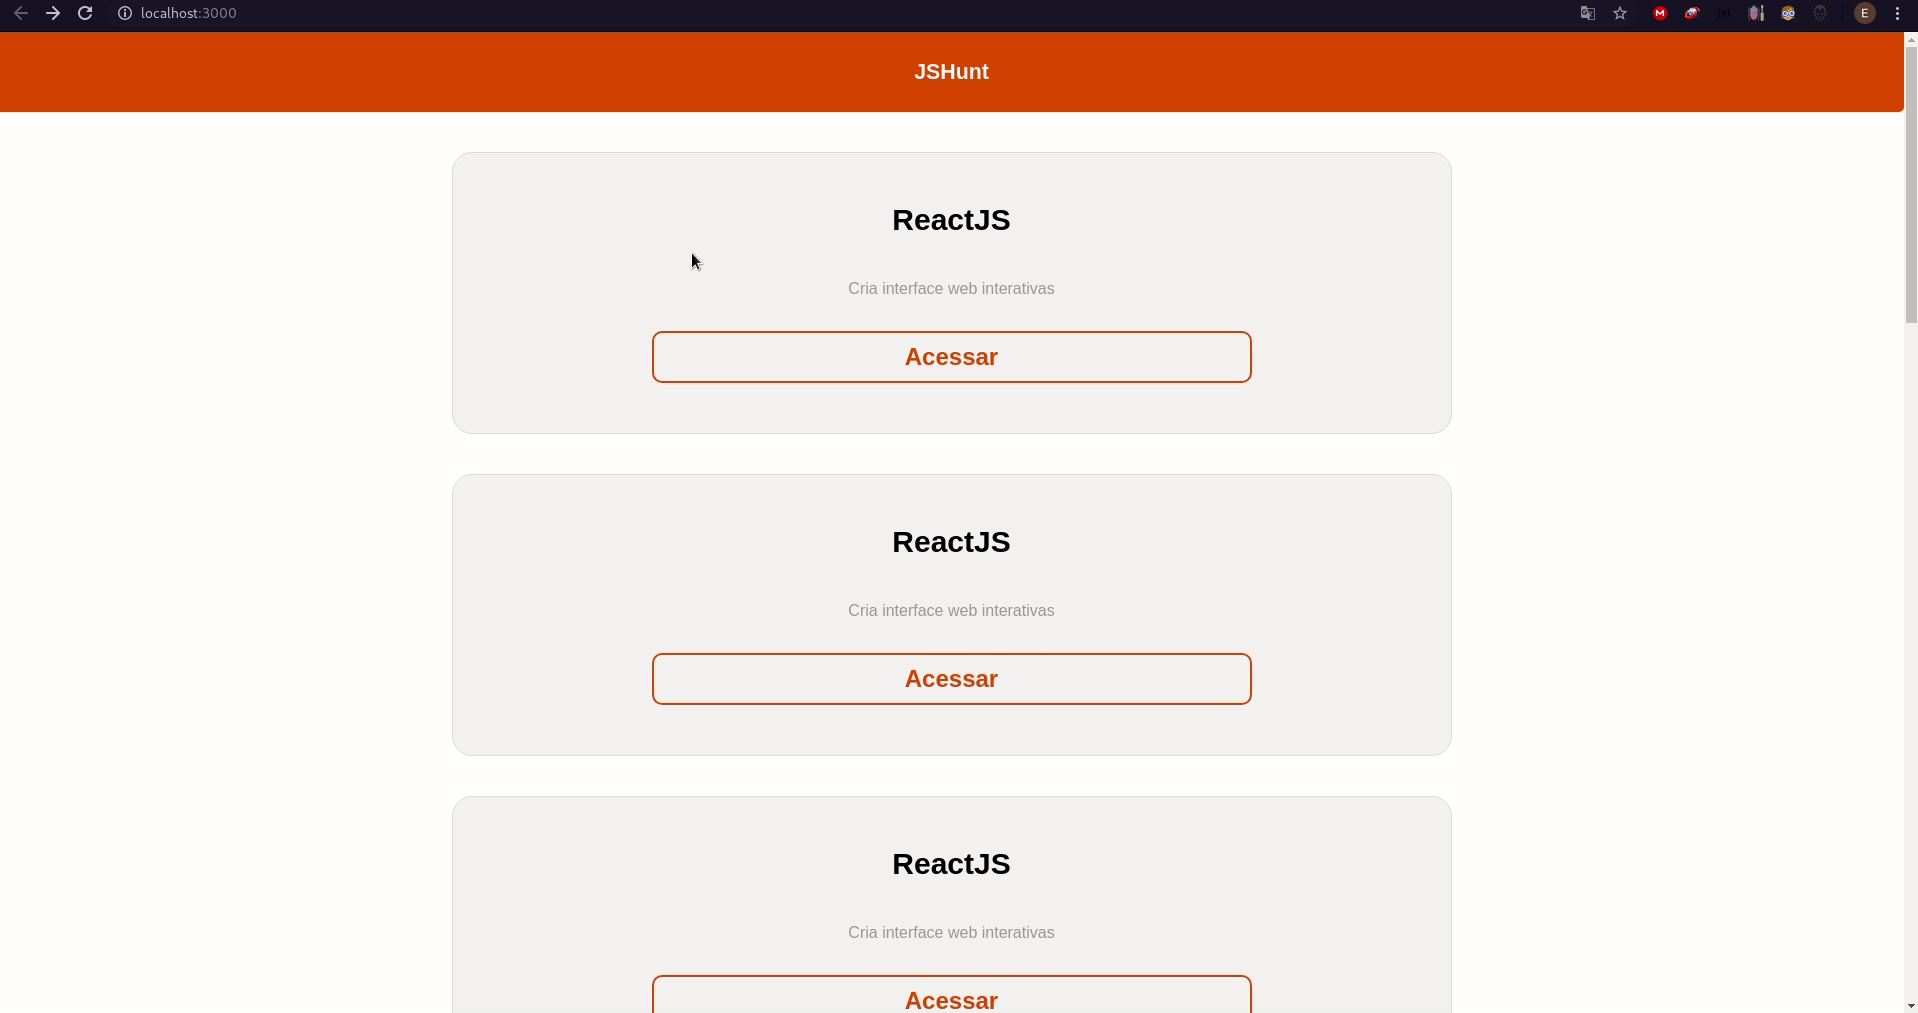 localhost:3000
E
JSHunt
ReactJS
Cria interface web interativas
Acessar
ReactJS
Cria interface web interativas
Acessar
ReactJS
Cria interface web interativas
Acessar